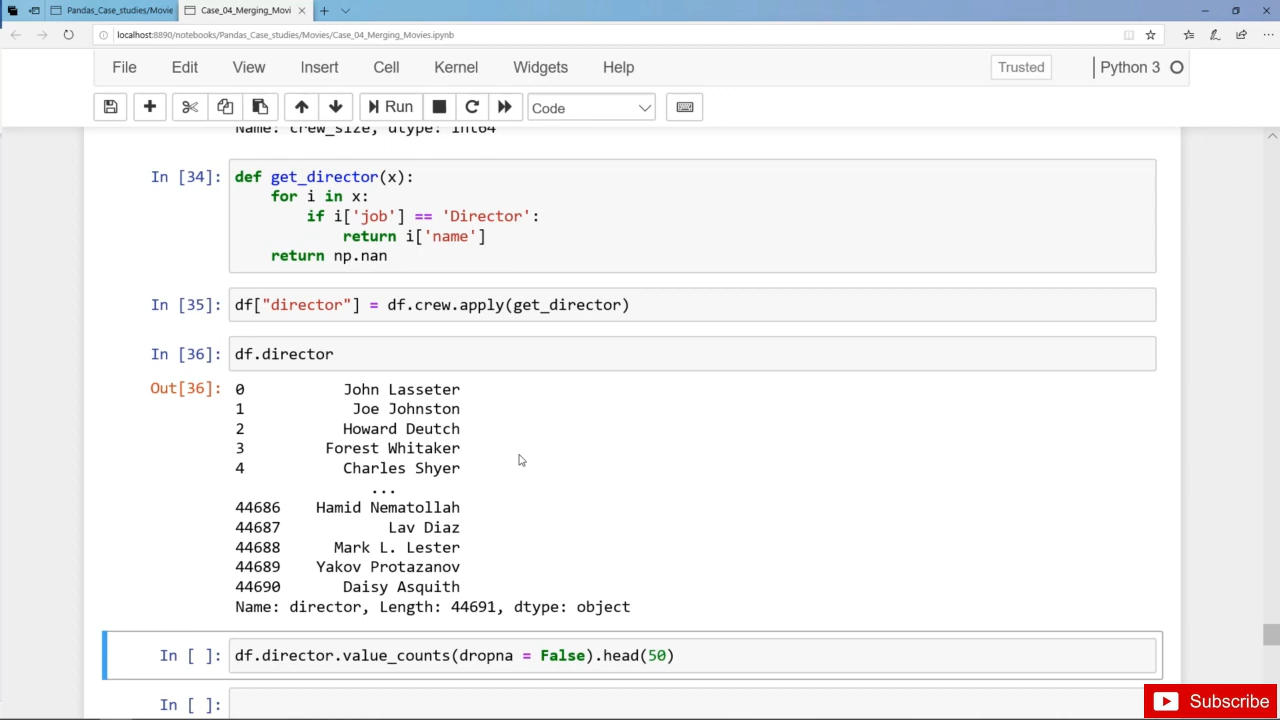 Pandas_Case_studies/Movie
Case_04_Merging_Movi
localhost:8890/notebooks/Pandas_Case_studies/Movies/Case_04_Merging_Movies.ipynb
File Edit View Insert Cell Kernel Widgets Help Trusted Python 3
Run Code
Name: crew_size, dtype: int64
In [34]: def get_director(x):
for i in x:
if i['job'] == 'Director':
return i['name']
return np.nan
In [35]: df["director"] = df.crew.apply(get_director)
In [36]: df.director
Out[36]: 0 John Lasseter
1 Joe Johnston
2 Howard Deutch
3 Forest Whitaker
4 Charles Shyer
...
44686 Hamid Nematollah
44687 Lav Diaz
44688 Mark L. Lester
44689 Yakov Protazanov
44690 Daisy Asquith
Name: director, Length: 44691, dtype: object
In [ ]: df.director.value_counts(dropna = False).head(50)
In [ ]:
Subscribe